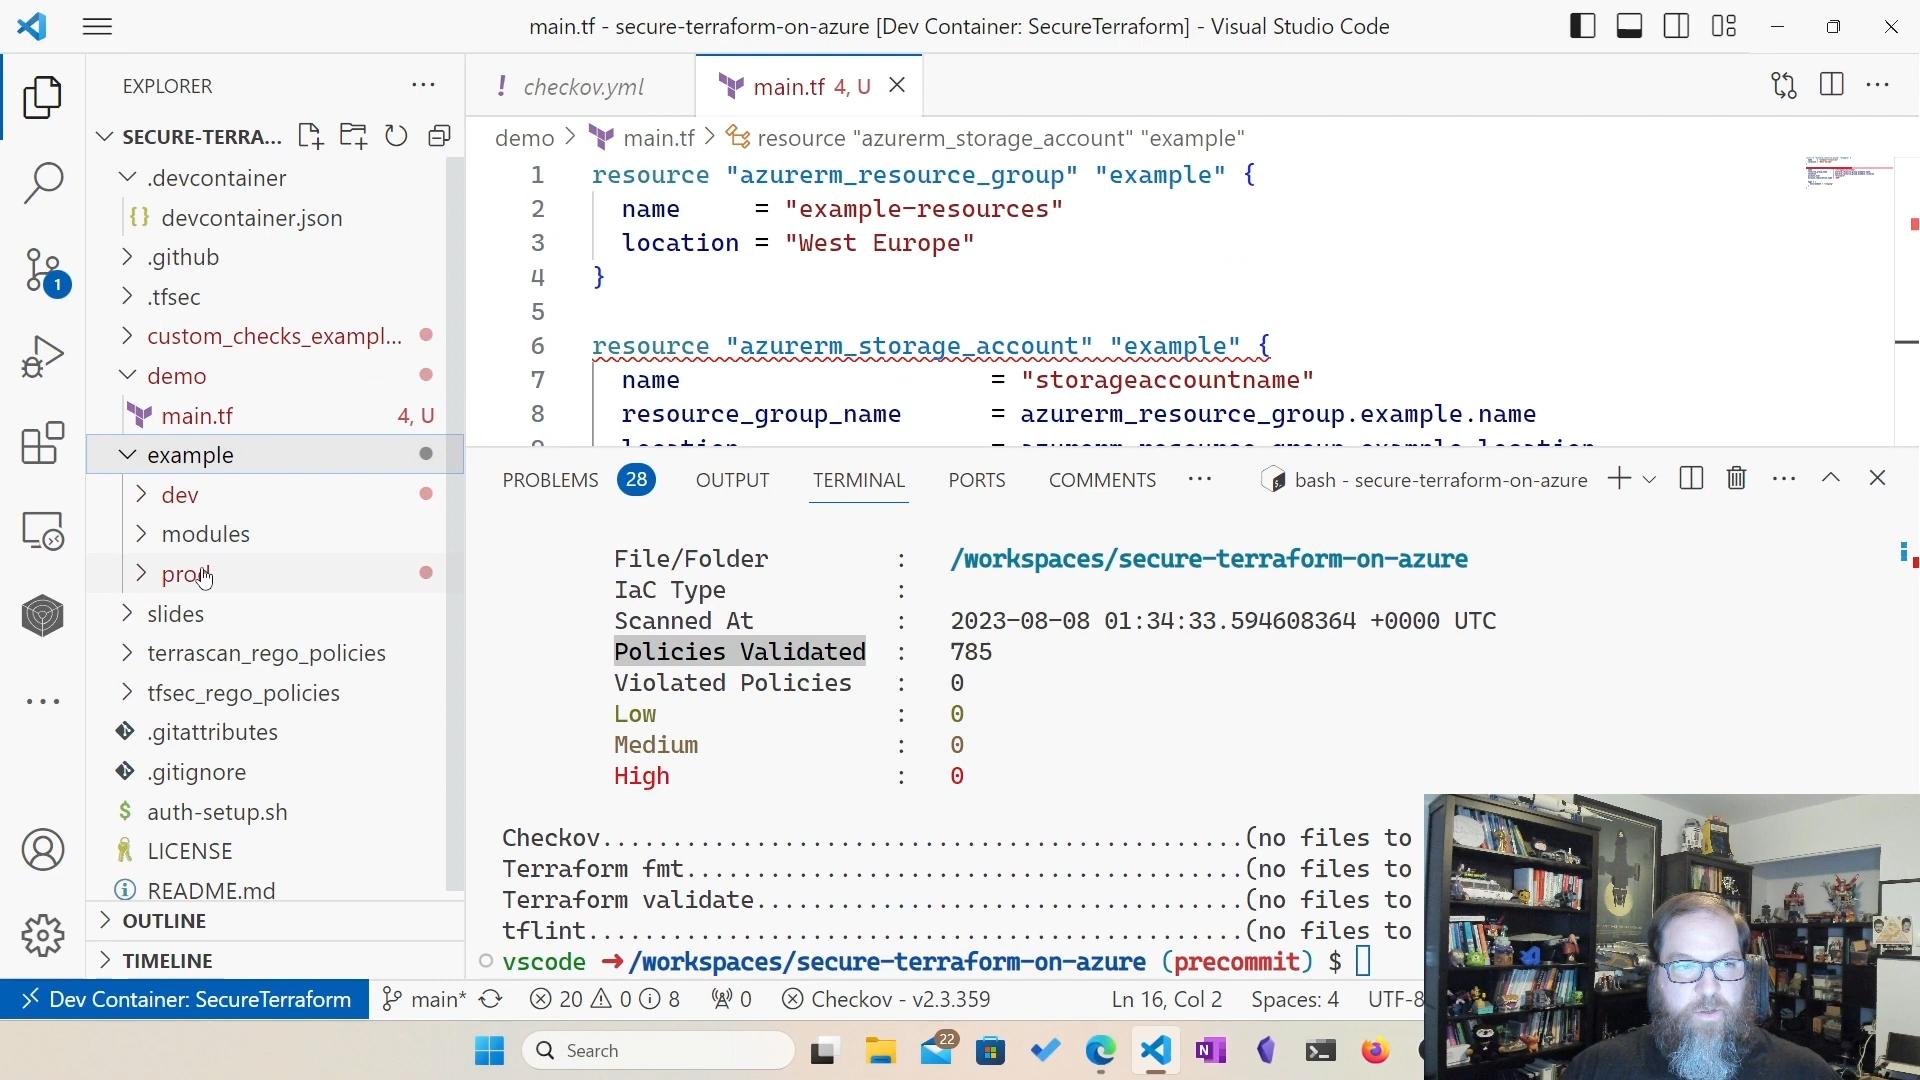 main.tf - secure-terraform-on-azure [Dev Container: SecureTerraform] - Visual Studio Code
EXPLORER
checkov.yml
main.tf 4, U
SECURE-TERRA...
demo > main.tf > resource "azurerm_storage_account" "example"
.devcontainer
devcontainer.json
.github
.tfsec
custom_checks_exampl...
demo
main.tf 4, U
example
dev
modules
prod
slides
terrascan_rego_policies
tfsec_rego_policies
.gitattributes
.gitignore
auth-setup.sh
LICENSE
README.md
OUTLINE
TIMELINE
1
1 resource "azurerm_resource_group" "example" {
2 name = "example-resources"
3 location = "West Europe"
4 }
5
6 resource "azurerm_storage_account" "example" {
7 name = "storageaccountname"
8 resource_group_name = azurerm_resource_group.example.name
PROBLEMS 28 OUTPUT TERMINAL PORTS COMMENTS ... bash - secure-terraform-on-azure
File/Folder : /workspaces/secure-terraform-on-azure
IaC Type :
Scanned At : 2023-08-08 01:34:33.594608364 +0000 UTC
Policies Validated : 785
Violated Policies : 0
Low : 0
Medium : 0
High : 0
Checkov.........................................................(no files to
Terraform fmt...................................................(no files to
Terraform validate..............................................(no files to
tflint..........................................................(no files to
vscode ➜ /workspaces/secure-terraform-on-azure (precommit) $
Dev Container: SecureTerraform main* 20 0 8 0 Checkov - v2.3.359 Ln 16, Col 2 Spaces: 4 UTF-8
Search
22